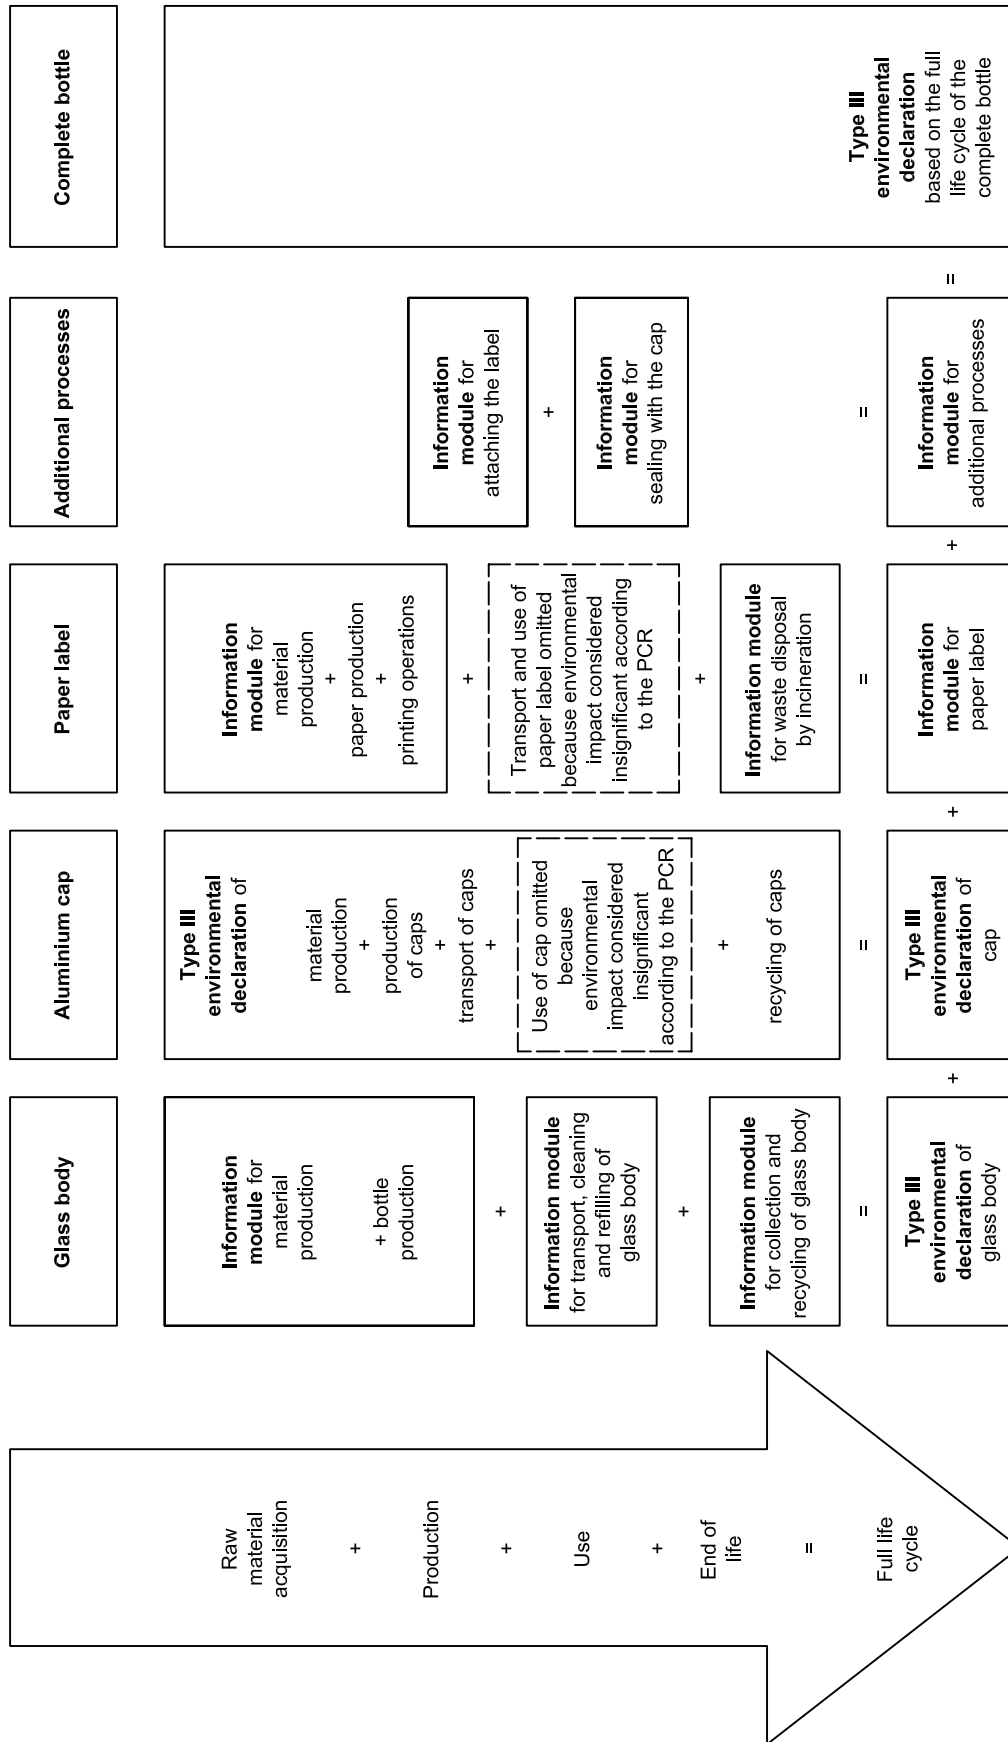 Raw
material
acquisition
+
Production
+
Use
+
End of
life
=
Full life
cycle
Glass body
Information
module for
material
production
+ bottle
production
+
Information module
for transport, cleaning
and refilling of
glass body
+
Information module
for collection and
recycling of glass body
=
Type III
environmental
declaration of
glass body
+
Aluminium cap
Type III
environmental
declaration of
material
production
+
production
of caps
+
transport of caps
+
Use of cap omitted
because
environmental
impact considered
insignificant
according to the PCR
+
recycling of caps
=
Type III
environmental
declaration of
cap
+
Paper label
Information
module for
material
production
+
paper production
+
printing operations
+
Transport and use of
paper label omitted
because environmental
impact considered
insignificant according
to the PCR
+
Information module
for waste disposal
by incineration
=
Information
module for
paper label
+
Additional processes
Information
module for
attaching the label
+
Information
module for
sealing with the cap
=
Information
module for
additional processes
=
Complete bottle
Type III
environmental
declaration
based on the full
life cycle of the
complete bottle